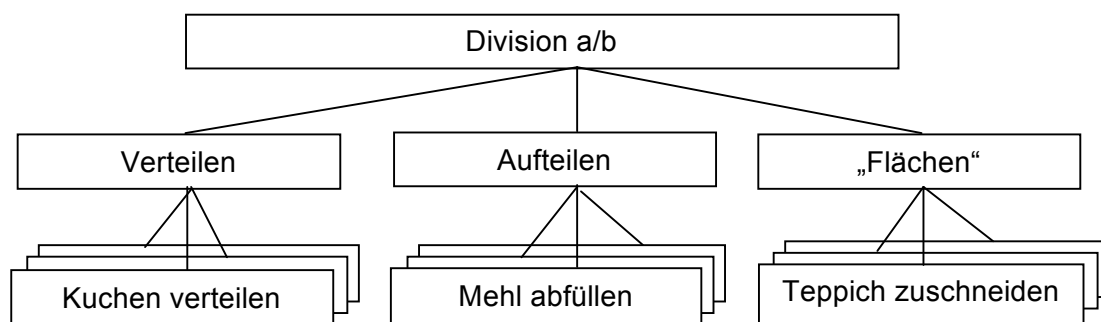 Division a/b
Verteilen
Aufteilen
„Flächen“
Kuchen verteilen
Mehl abfüllen
Teppich zuschneiden